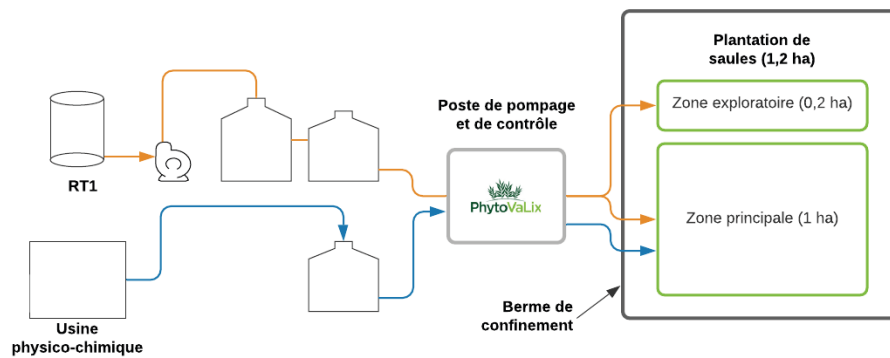 Plantation de
saules (1,2 ha)
Zone exploratoire (0,2 ha)
Poste de pompage
et de contrôle
RT1
PhytoVaLix
Zone principale (1 ha)
Berme de
confinement
Usine
physico-chimique